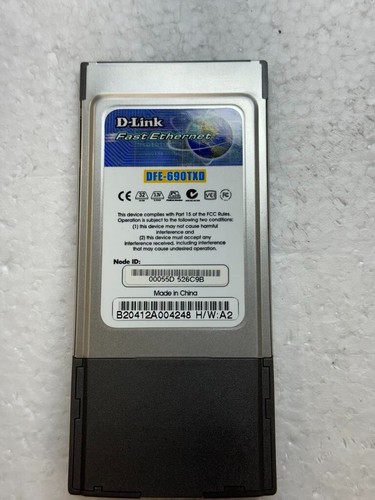 D-Link
Fast Ethernet
DFE-690TXD
This device complies with Part 15 of the FCC Rules.
Operation is subject to the following two conditions:
(1) this device may not cause harmful
interference and
(2) this device must accept any
interference received, including interference
that may cause undesired operation.
Node ID:
00055D 526C9B
Made in China
B20412A004248 H/W:A2